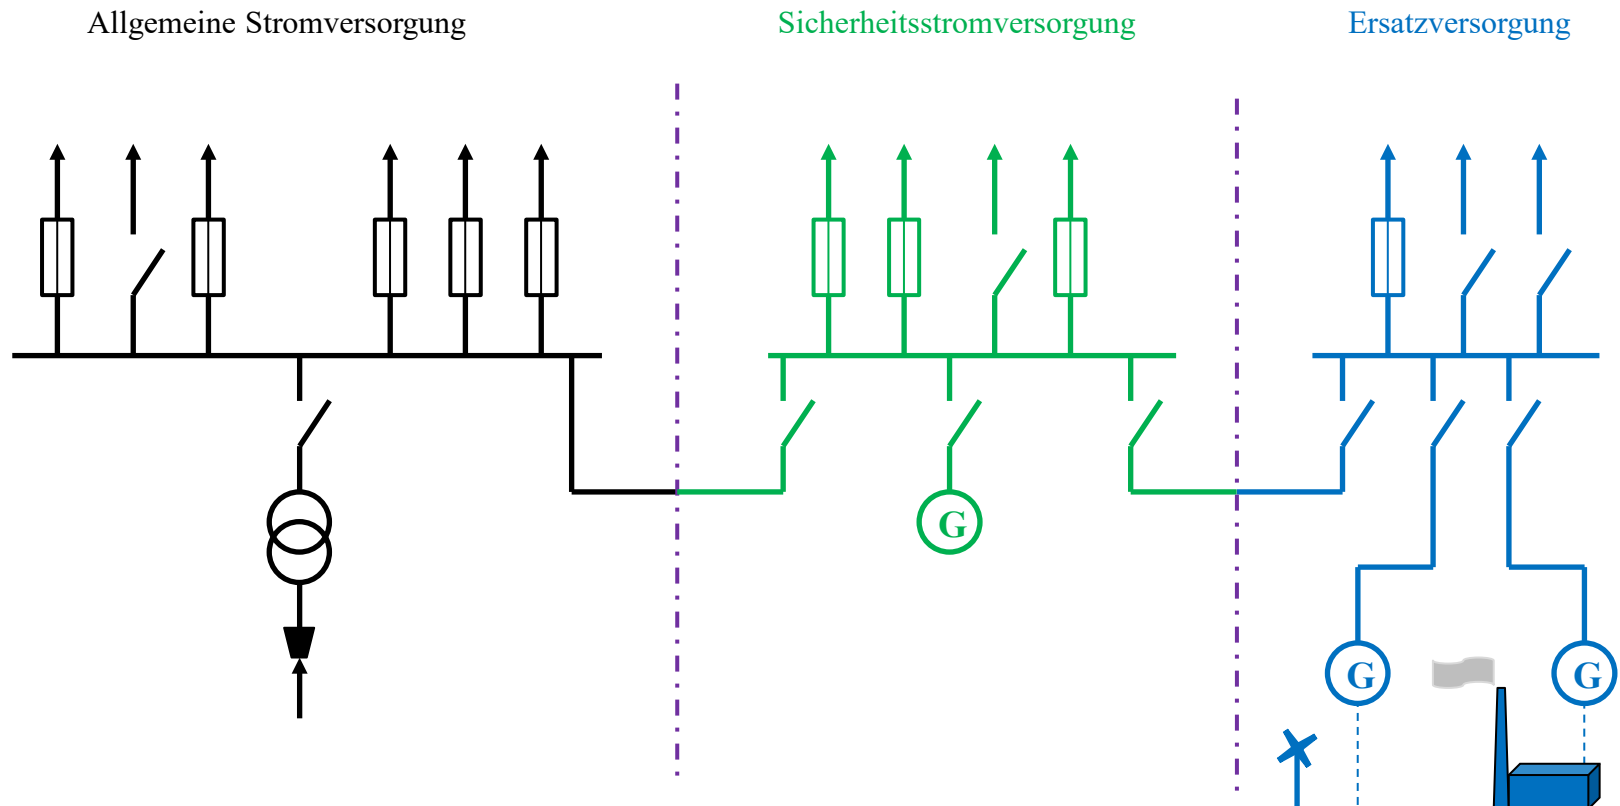 Allgemeine Stromversorgung
Sicherheitsstromversorgung
Ersatzversorgung
G
G
G